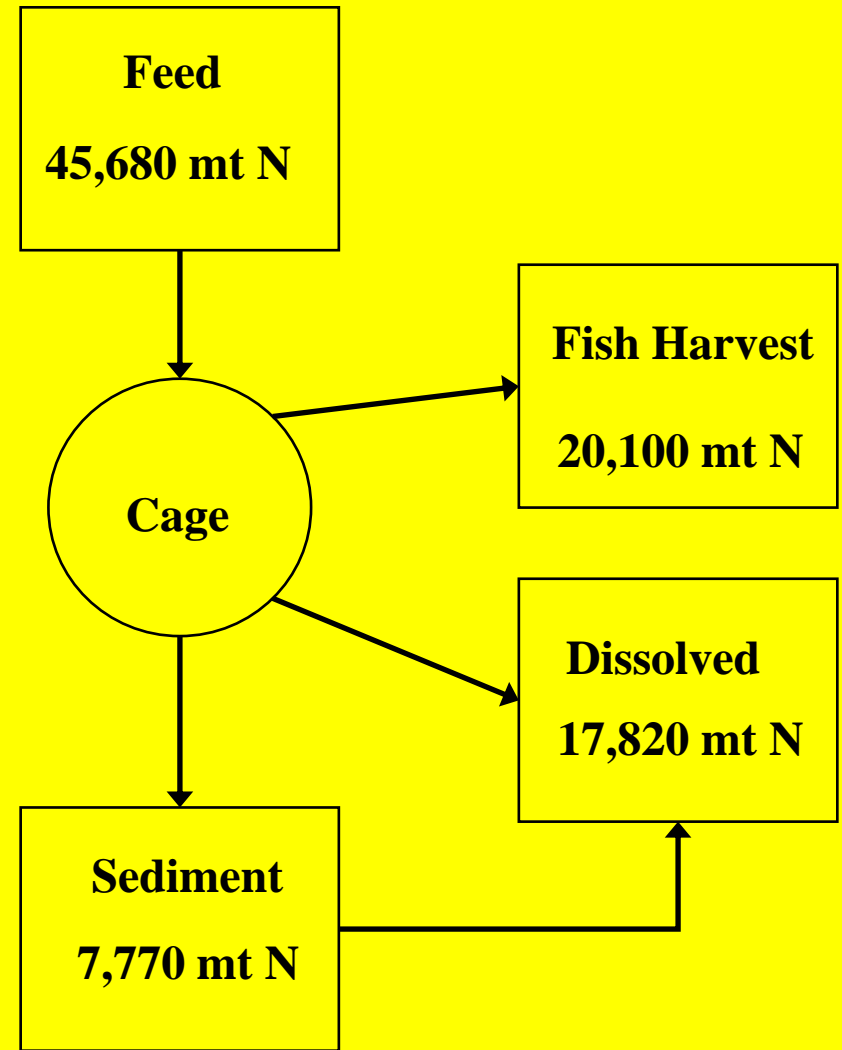 Feed
45,680 mt N
Fish Harvest
20,100 mt N
Cage
Dissolved
17,820 mt N
Sediment
7,770 mt N